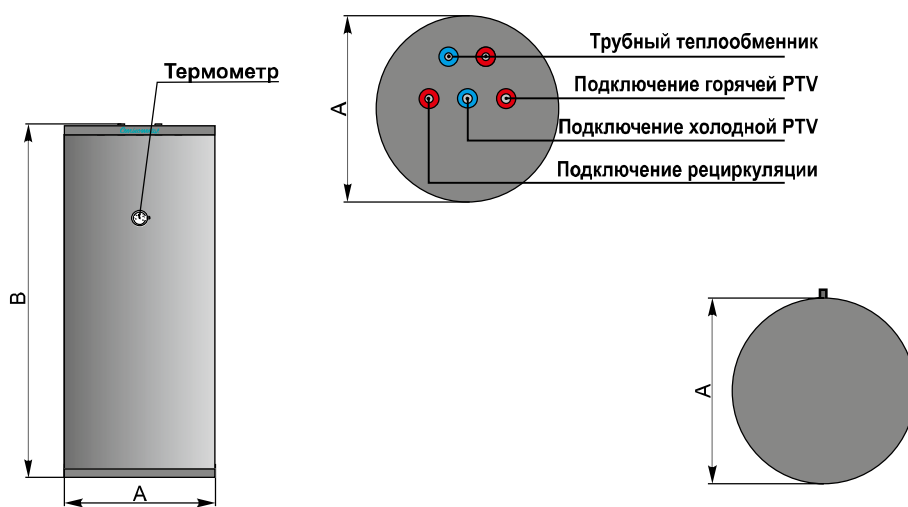 Термометр
A
Трубный теплообменник
Подключение горячей PTV
Подключение холодной PTV
Подключение рециркуляции
B
A
A